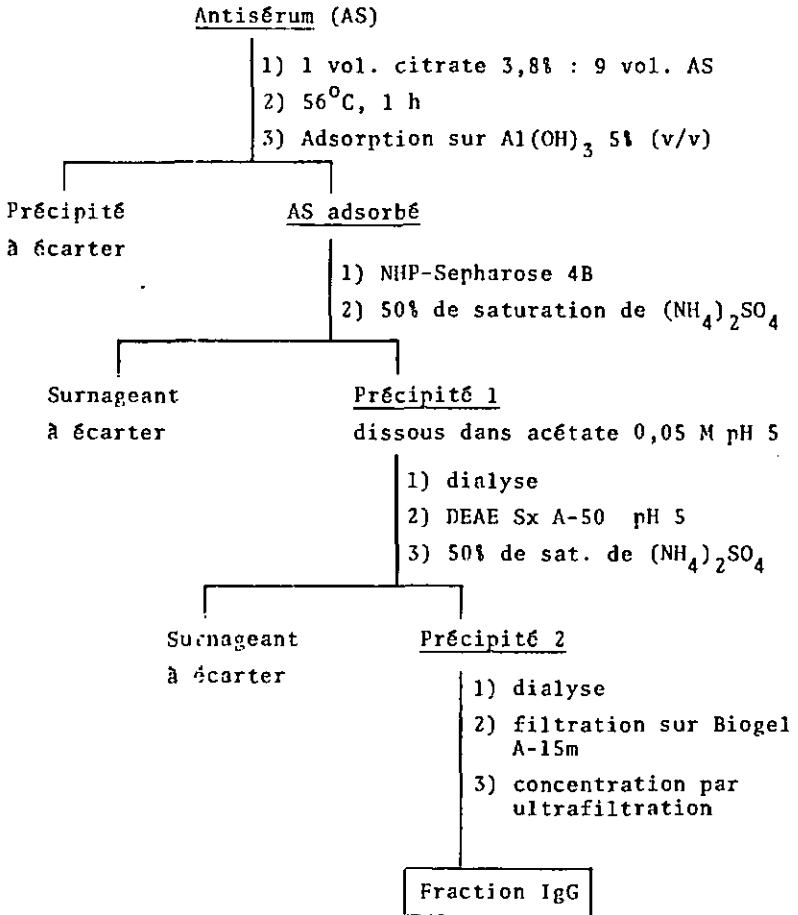 Antisérum (AS)
1) 1 vol. citrate 3,8% : 9 vol. AS
2) 56°C, 1 h
3) Adsorption sur Al(OH)3 5% (v/v)
Précipité
à écarter
AS adsorbé
1) NHP-Sepharose 4B
2) 50% de saturation de (NH4)2SO4
Surnageant
à écarter
Précipité 1
dissous dans acétate 0,05 M pH 5
1) dialyse
2) DEAE Sx A-50 pH 5
3) 50% de sat. de (NH4)2SO4
Surnageant
à écarter
Précipité 2
1) dialyse
2) filtration sur Biogel
A-15m
3) concentration par
ultrafiltration
Fraction IgG